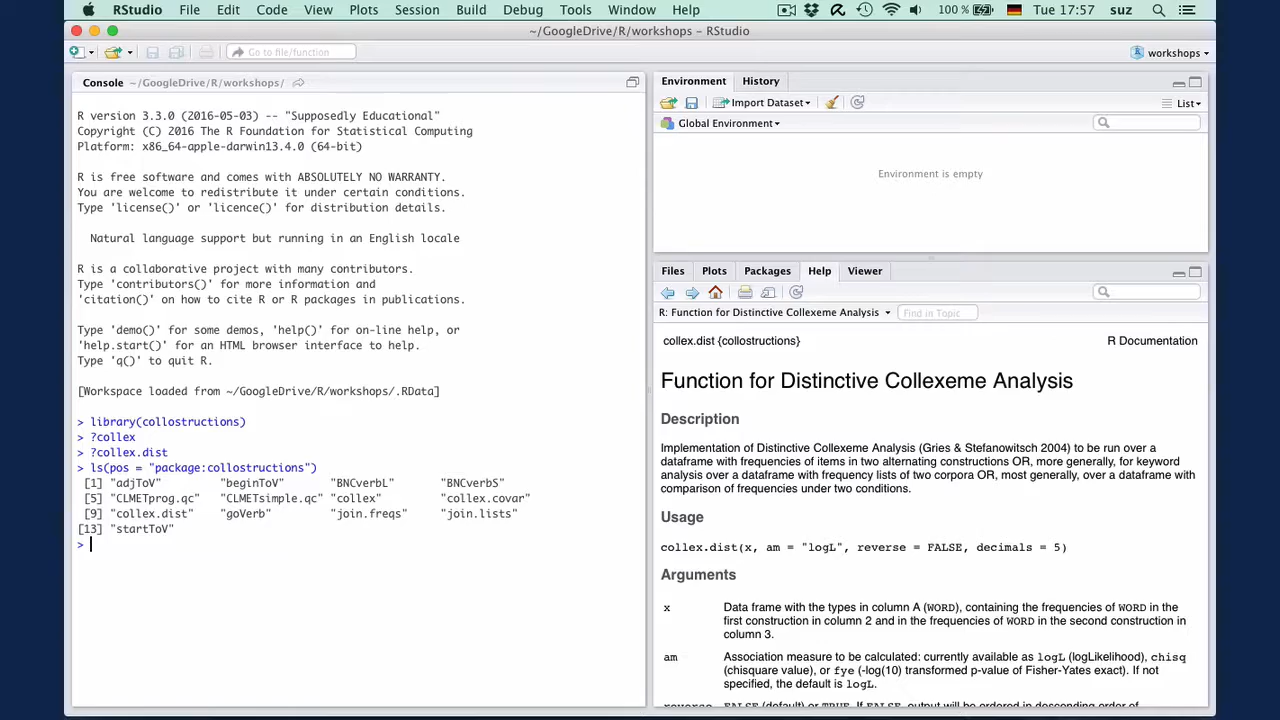 RStudio File Edit Code View Plots Session Build Debug Tools Window Help 100% Tue 17:57 suz
~/GoogleDrive/R/workshops – RStudio
Go to file/function workshops
Console ~/GoogleDrive/R/workshops/
R version 3.3.0 (2016-05-03) -- "Supposedly Educational"
Copyright (C) 2016 The R Foundation for Statistical Computing
Platform: x86_64-apple-darwin13.4.0 (64-bit)
R is free software and comes with ABSOLUTELY NO WARRANTY.
You are welcome to redistribute it under certain conditions.
Type 'license()' or 'licence()' for distribution details.
Natural language support but running in an English locale
R is a collaborative project with many contributors.
Type 'contributors()' for more information and
'citation()' on how to cite R or R packages in publications.
Type 'demo()' for some demos, 'help()' for on-line help, or
'help.start()' for an HTML browser interface to help.
Type 'q()' to quit R.
[Workspace loaded from ~/GoogleDrive/R/workshops/.RData]
> library(collostructions)
> ?collex
> ?collex.dist
> ls(pos = "package:collostructions")
[1] "adjToV" "beginToV" "BNCverbL" "BNCverbS"
[5] "CLMETprog.qc" "CLMETsimple.qc" "collex" "collex.covar"
[9] "collex.dist" "goVerb" "join.freqs" "join.lists"
[13] "startToV"
>
Environment History
Import Dataset List
Global Environment
Environment is empty
Files Plots Packages Help Viewer
R: Function for Distinctive Collexeme Analysis Find in Topic
collex.dist {collostructions} R Documentation
Function for Distinctive Collexeme Analysis
Description
Implementation of Distinctive Collexeme Analysis (Gries & Stefanowitsch 2004) to be run over a
dataframe with frequencies of items in two alternating constructions OR, more generally, for keyword
analysis over a dataframe with frequency lists of two corpora OR, most generally, over a dataframe with
comparison of frequencies under two conditions.
Usage
collex.dist(x, am = "logL", reverse = FALSE, decimals = 5)
Arguments
x Data frame with the types in column A (WORD), containing the frequencies of WORD in the
first construction in column 2 and in the frequencies of WORD in the second construction in
column 3.
am Association measure to be calculated: currently available as logL (logLikelihood), chisq
(chisquare value), or fye (-log(10) transformed p-value of Fisher-Yates exact). If not
specified, the default is logL.
reverse FALSE (default) or TRUE. If FALSE, output will be ordered in descending order of